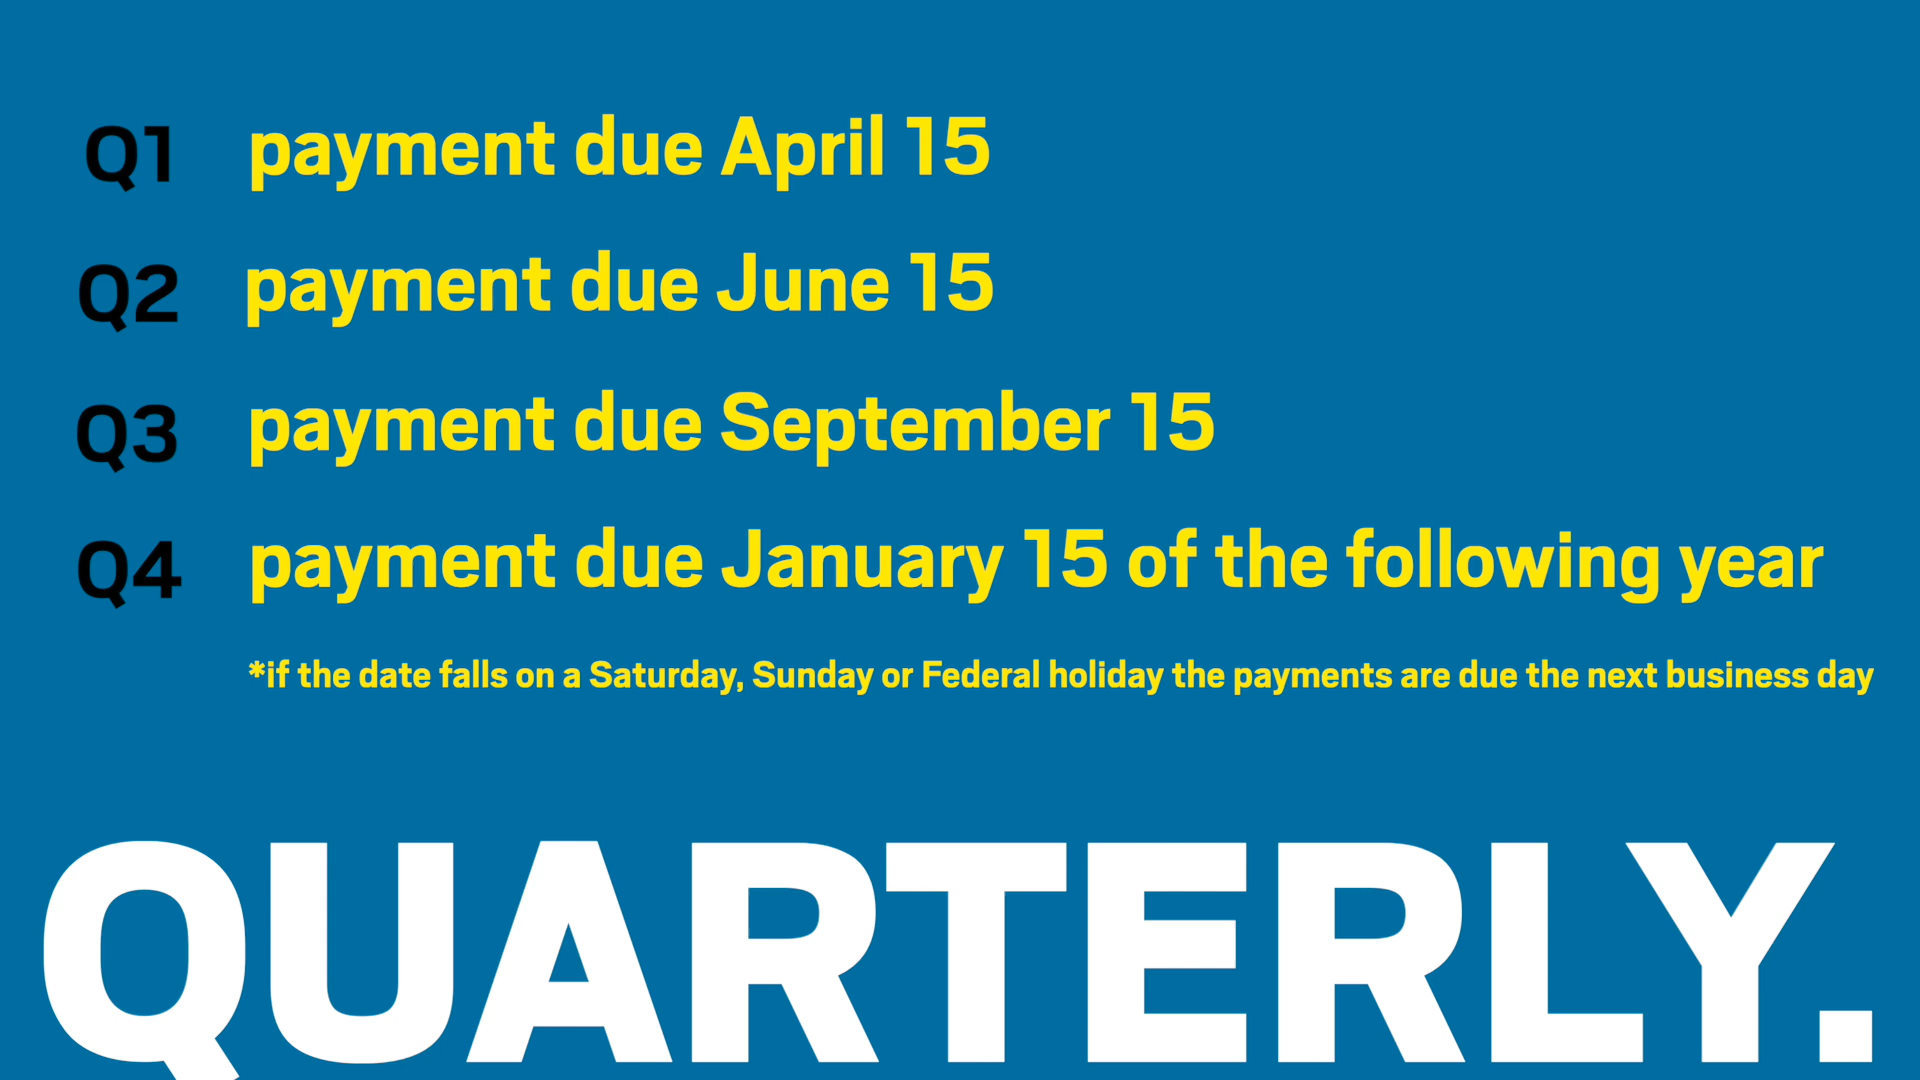 Q1 payment due April 15
Q2 payment due June 15
Q3 payment due September 15
Q4 payment due January 15 of the following year
*if the date falls on a Saturday, Sunday or Federal holiday the payments are due the next business day
QUARTERLY.